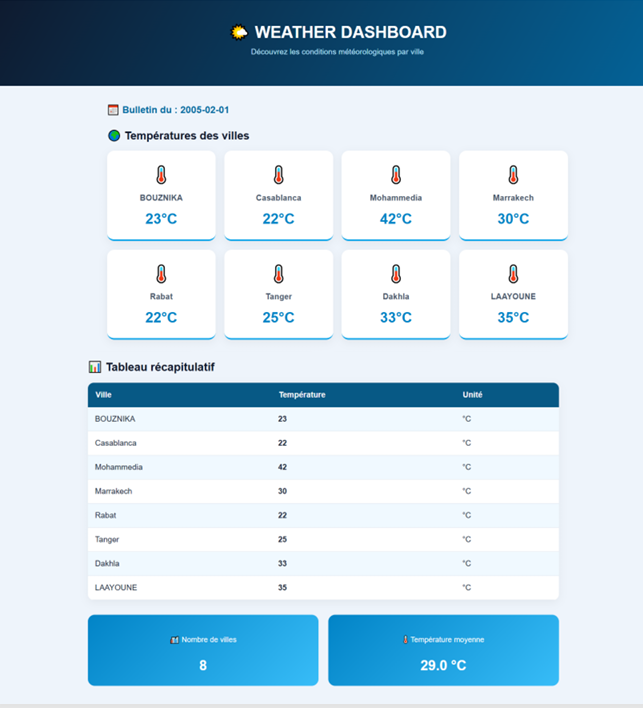 WEATHER DASHBOARD
Découvrez les conditions météorologiques par ville
Bulletin du : 2005-02-01
Températures des villes
BOUZNIKA Casablanca Mohammedia Marrakech
23°C 22°C 42°C 30°C
Rabat Tanger Dakhla LAAYOUNE
22°C 25°C 33°C 35°C
Tableau récapitulatif
Ville Température Unité
BOUZNIKA 23 °C
Casablanca 22 °C
Mohammedia 42 °C
Marrakech 30 °C
Rabat 22 °C
Tanger 25 °C
Dakhla 33 °C
LAAYOUNE 35 °C
Nombre de villes Température moyenne
8 29.0 °C